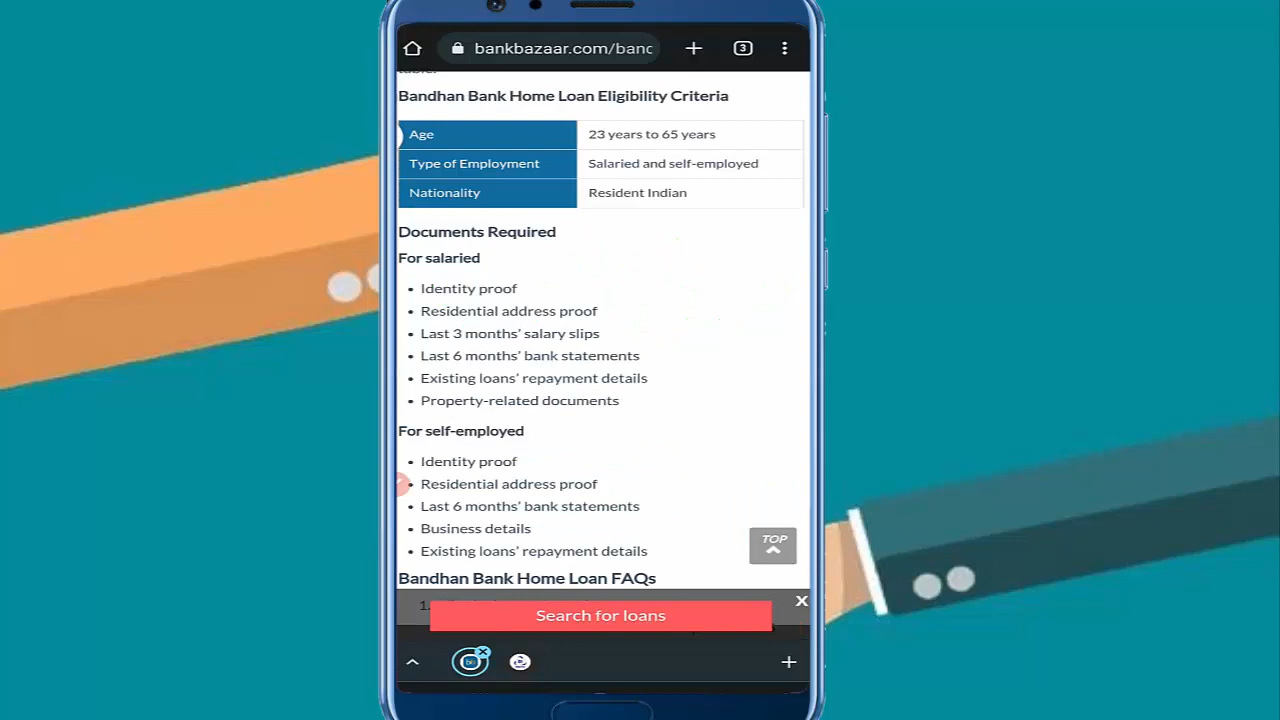 3
bankbazaar.com/banc
Bandhan Bank Home Loan Eligibility Criteria
Age 23 years to 65 years
Type of Employment Salaried and self-employed
Nationality Resident Indian
Documents Required
For salaried
• Identity proof
• Residential address proof
• Last 3 months' salary slips
• Last 6 months' bank statements
• Existing loans' repayment details
• Property-related documents
For self-employed
• Identity proof
• Residential address proof
• Last 6 months' bank statements
• Business details
• Existing loans' repayment details
TOP
Bandhan Bank Home Loan FAQs
1.
X
Search for loans